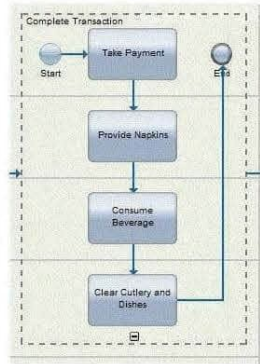 Complete Transaction
Take Payment
Start
End
Provide Napkins
Consume
Beverage
Clear Cutlery and
Dishes